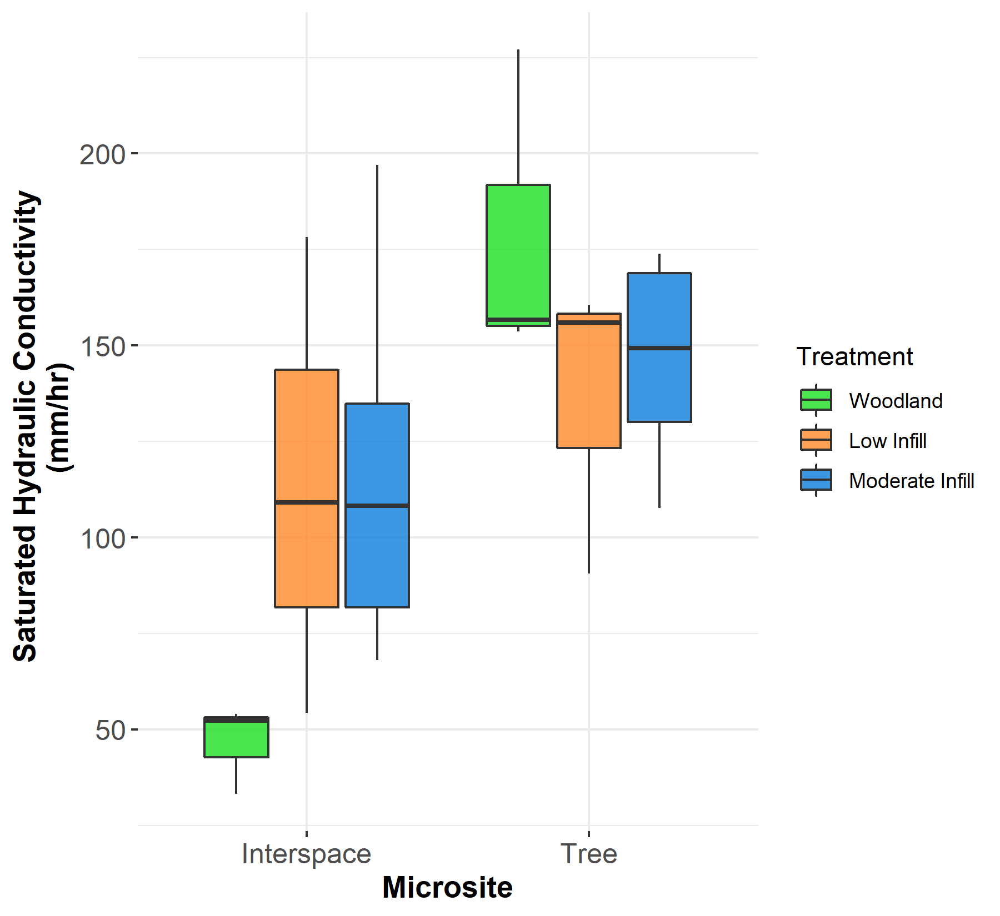 Saturated Hydraulic Conductivity
(mm/hr)
200
150
100
50
Interspace
Tree
Microsite
Treatment
Woodland
Low Infill
Moderate Infill